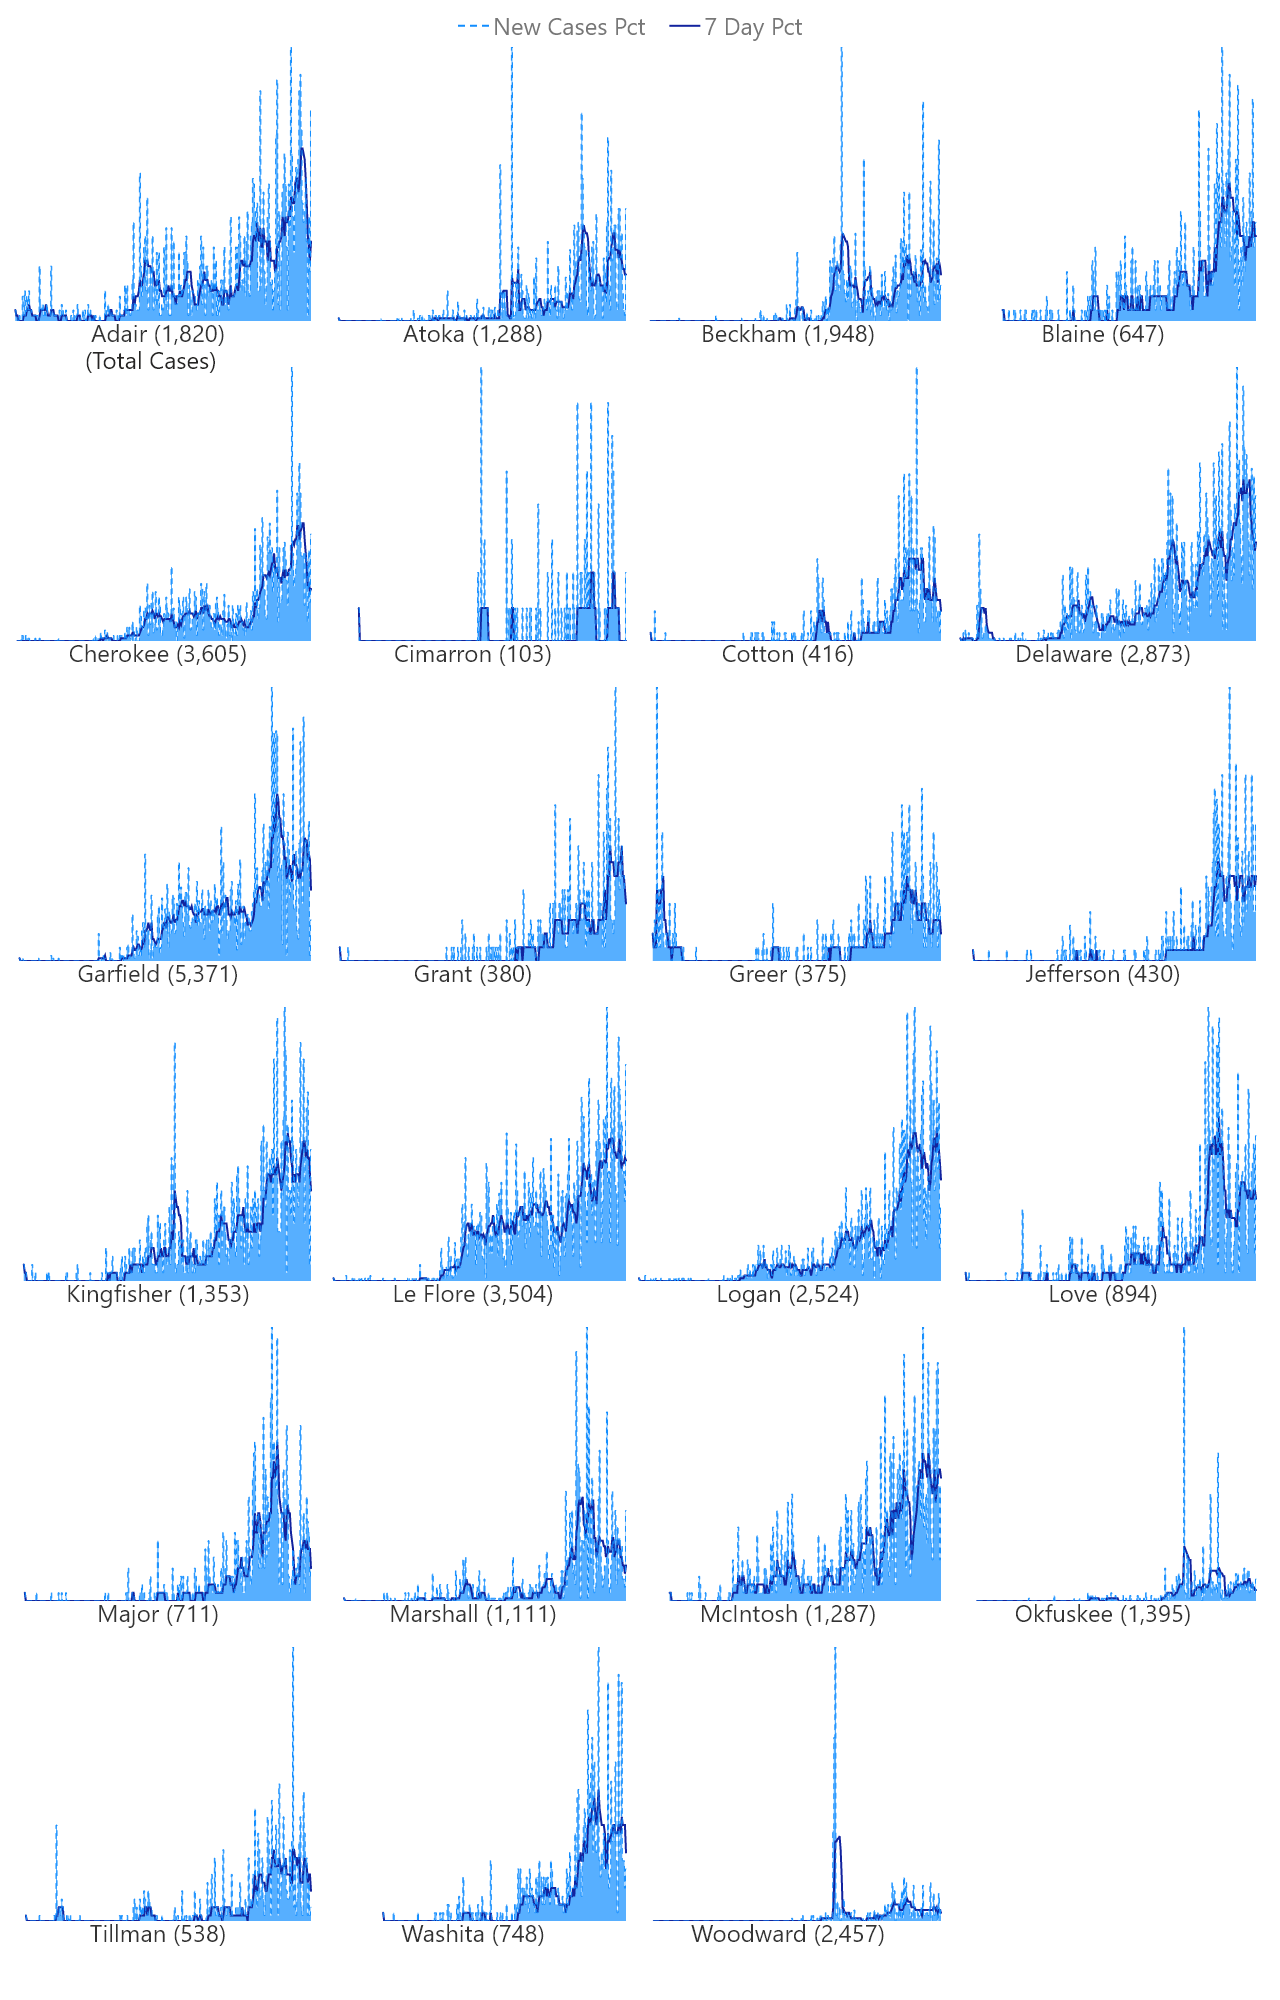 New Cases Pct 7 Day Pct
Adair (1,820) Atoka (1,288) Beckham (1,948) Blaine (647)
(Total Cases)
Cherokee (3,605) Cimarron (103) Cotton (416) Delaware (2,873)
Garfield (5,371) Grant (380) Greer (375) Jefferson (430)
Kingfisher (1,353) Le Flore (3,504) Logan (2,524) Love (894)
Major (711) Marshall (1,111) McIntosh (1,287) Okfuskee (1,395)
Tillman (538) Washita (748) Woodward (2,457)